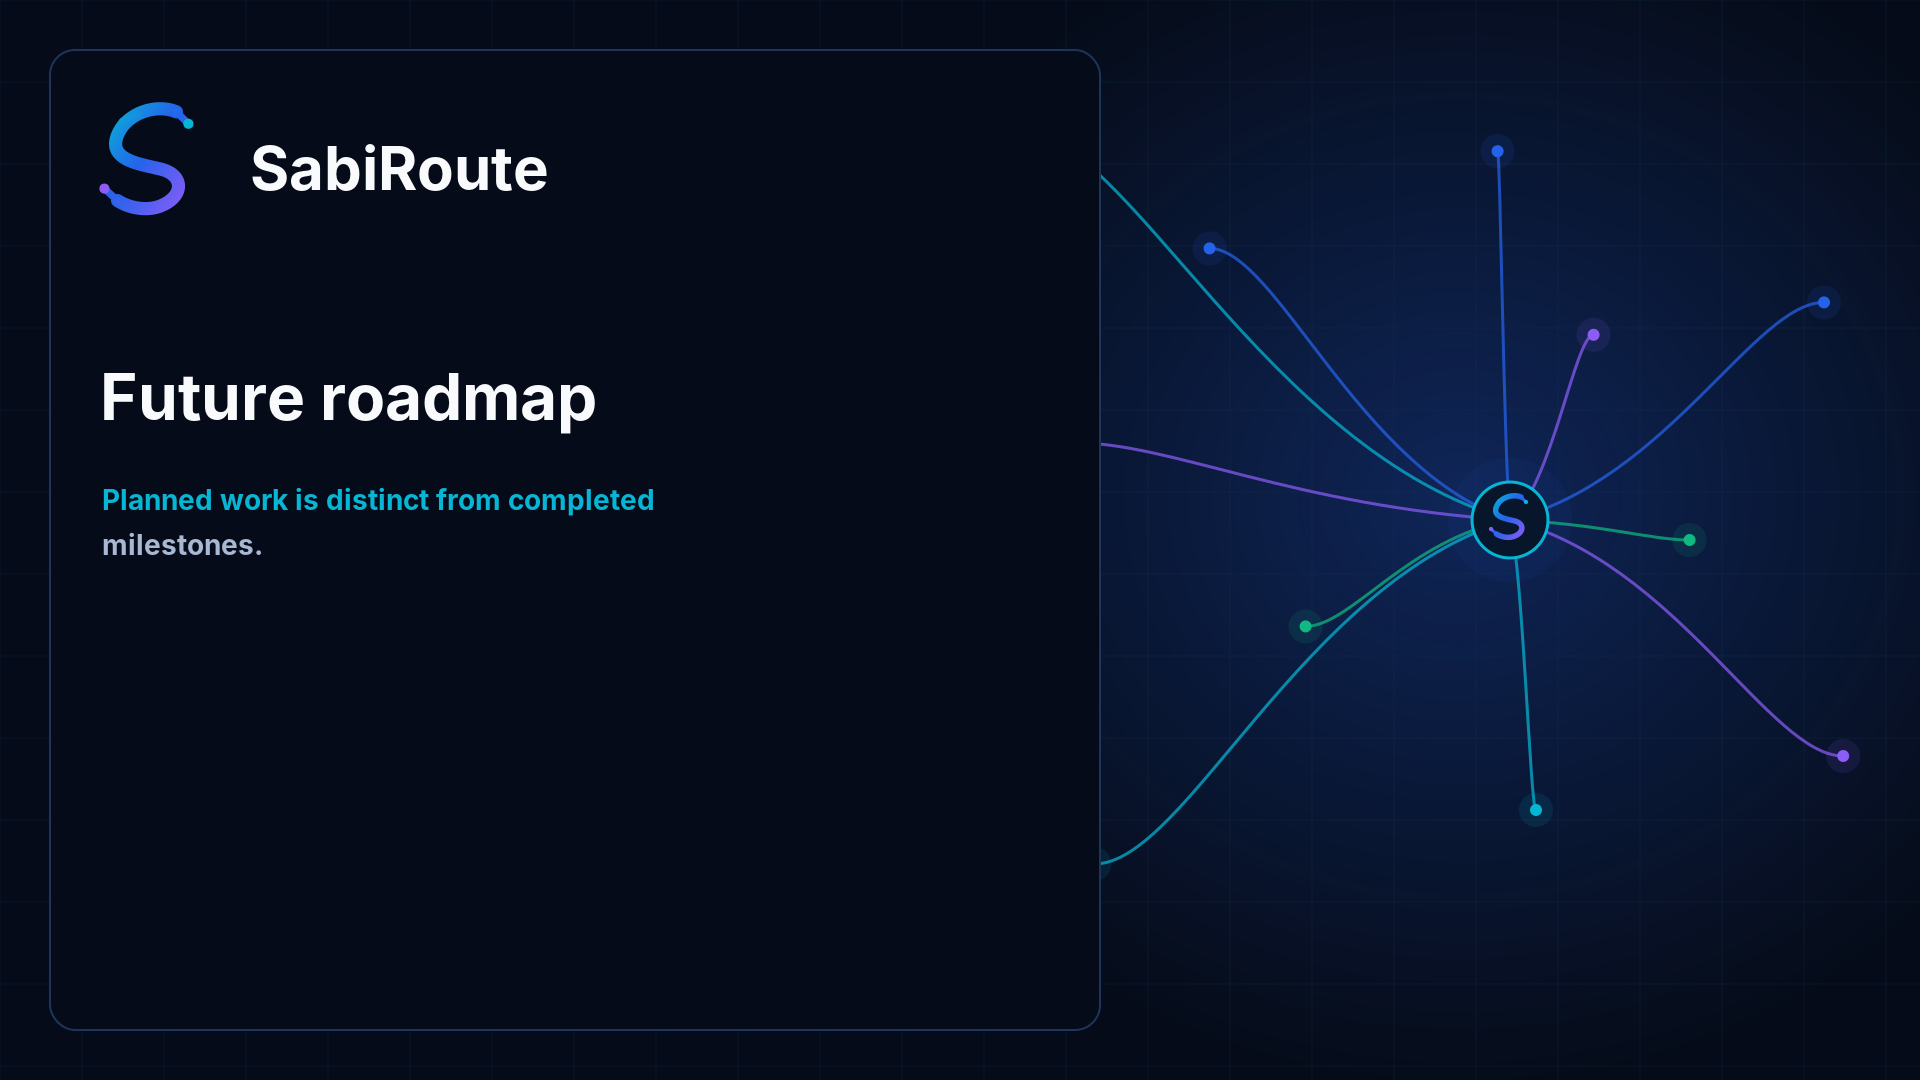 SabiRoute
Future roadmap
Planned work is distinct from completed
milestones.